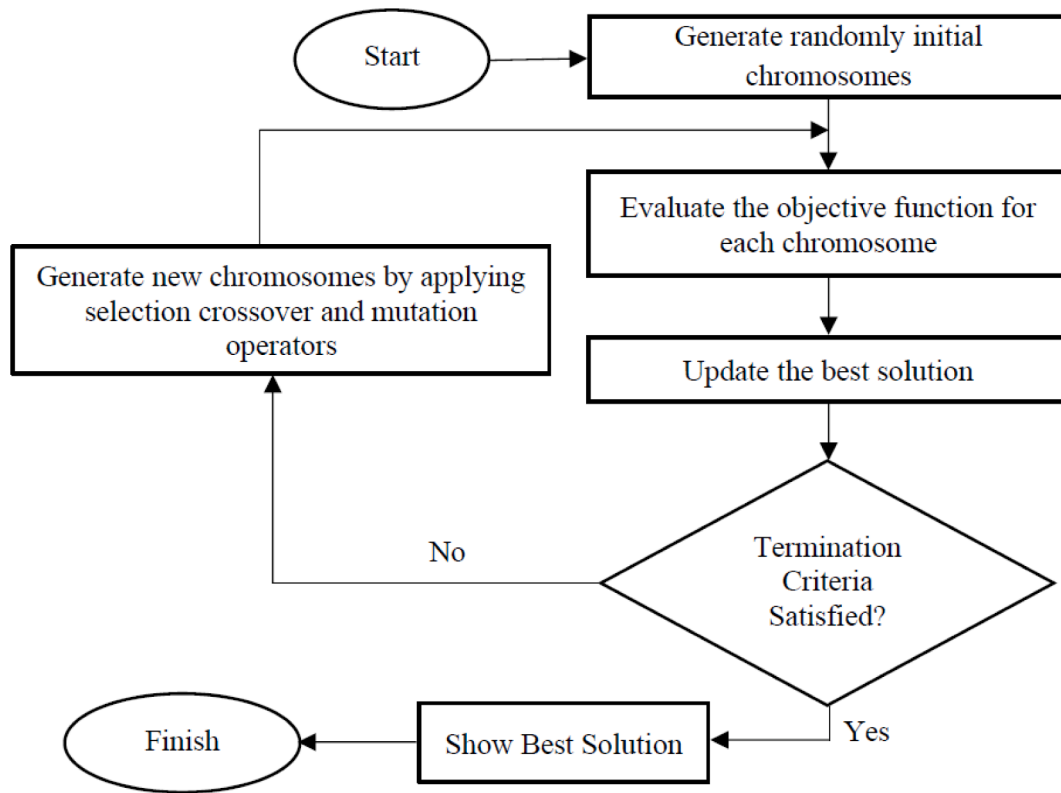 Start
Generate randomly initial
chromosomes
Evaluate the objective function for
each chromosome
Generate new chromosomes by applying
selection crossover and mutation
operators
Update the best solution
No
Termination
Criteria
Satisfied?
Yes
Show Best Solution
Finish